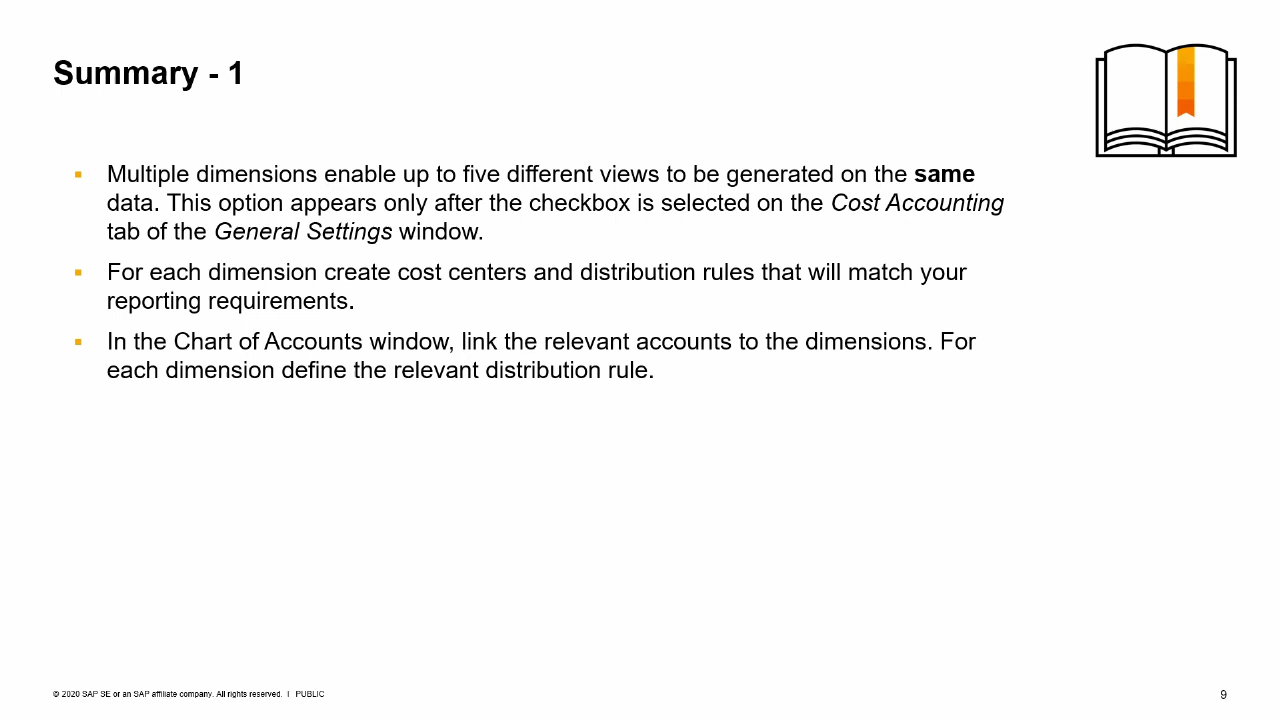 Summary - 1
▪ Multiple dimensions enable up to five different views to be generated on the same
data. This option appears only after the checkbox is selected on the Cost Accounting
tab of the General Settings window.
▪ For each dimension create cost centers and distribution rules that will match your
reporting requirements.
▪ In the Chart of Accounts window, link the relevant accounts to the dimensions. For
each dimension define the relevant distribution rule.
© 2020 SAP SE or an SAP affiliate company. All rights reserved. I PUBLIC
9